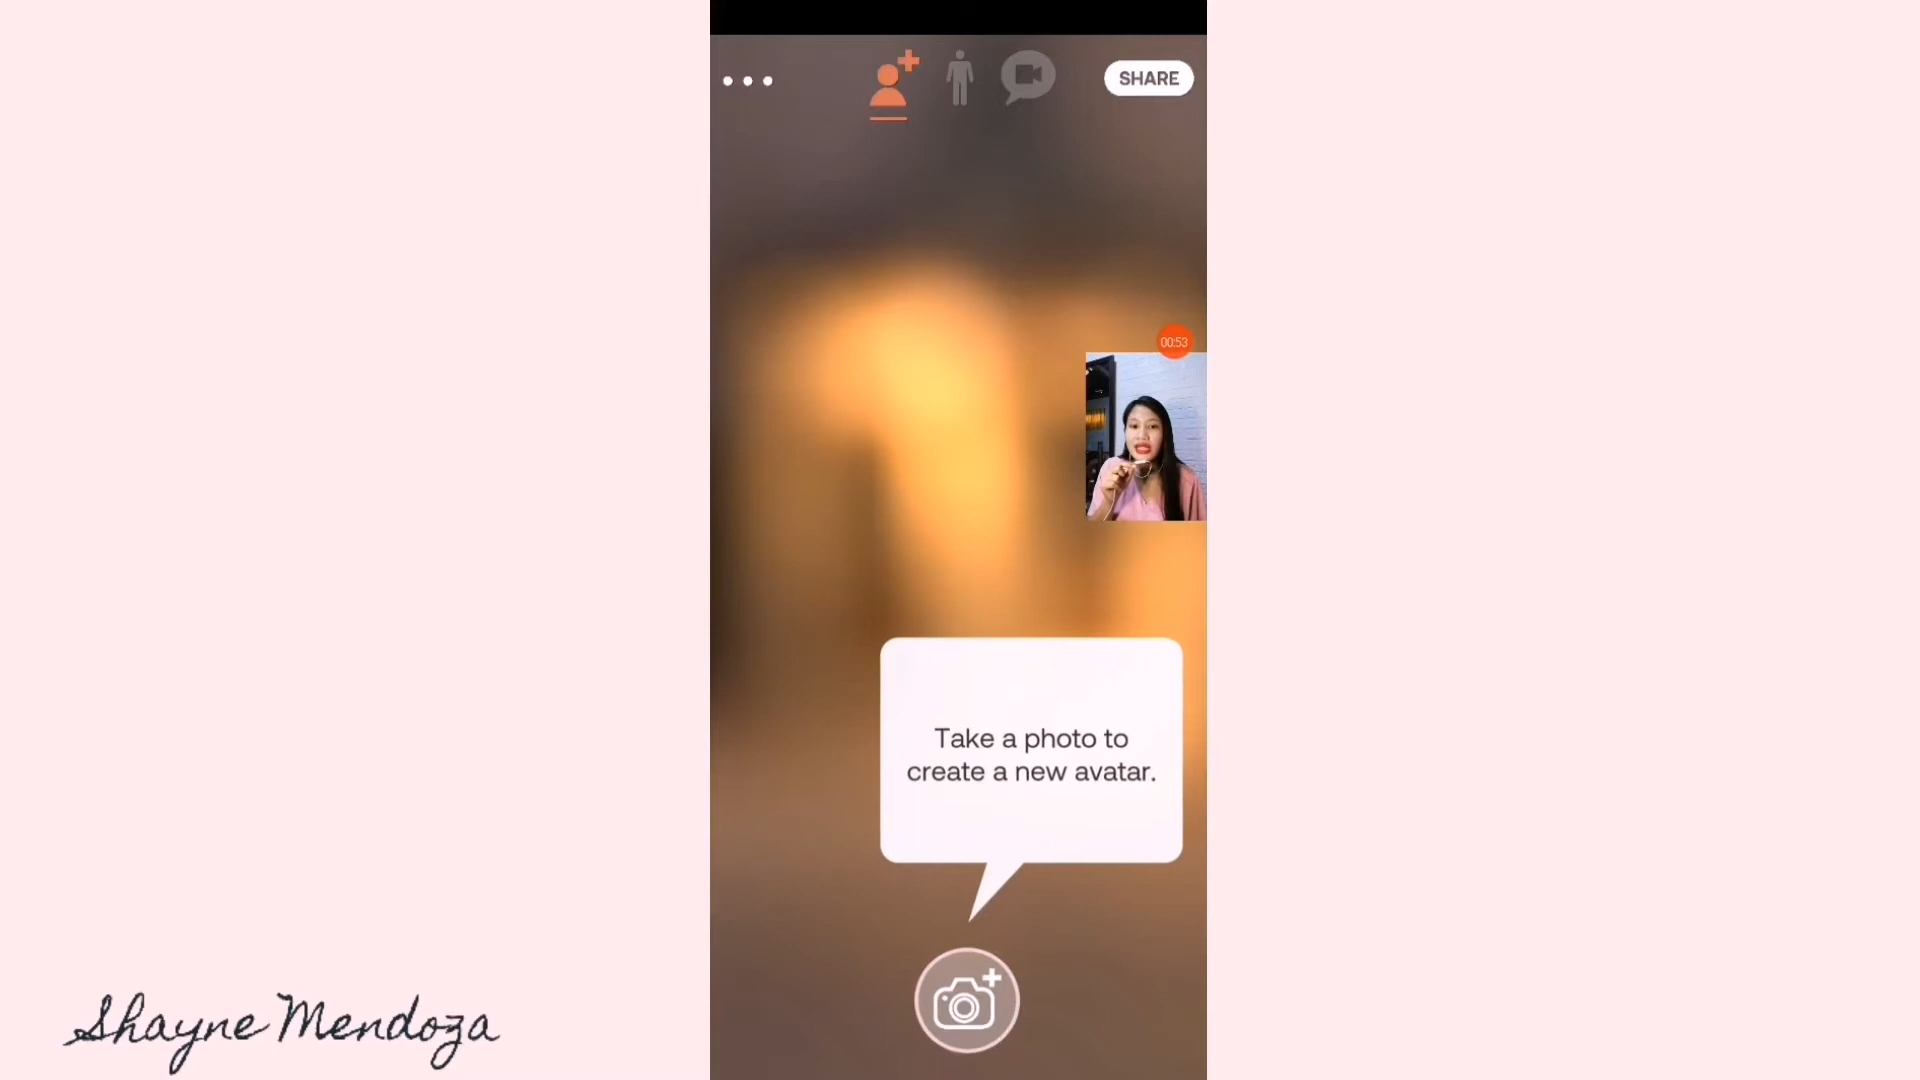 SHARE
00:53
Take a photo to
create a new avatar.
Shayne Mendoza